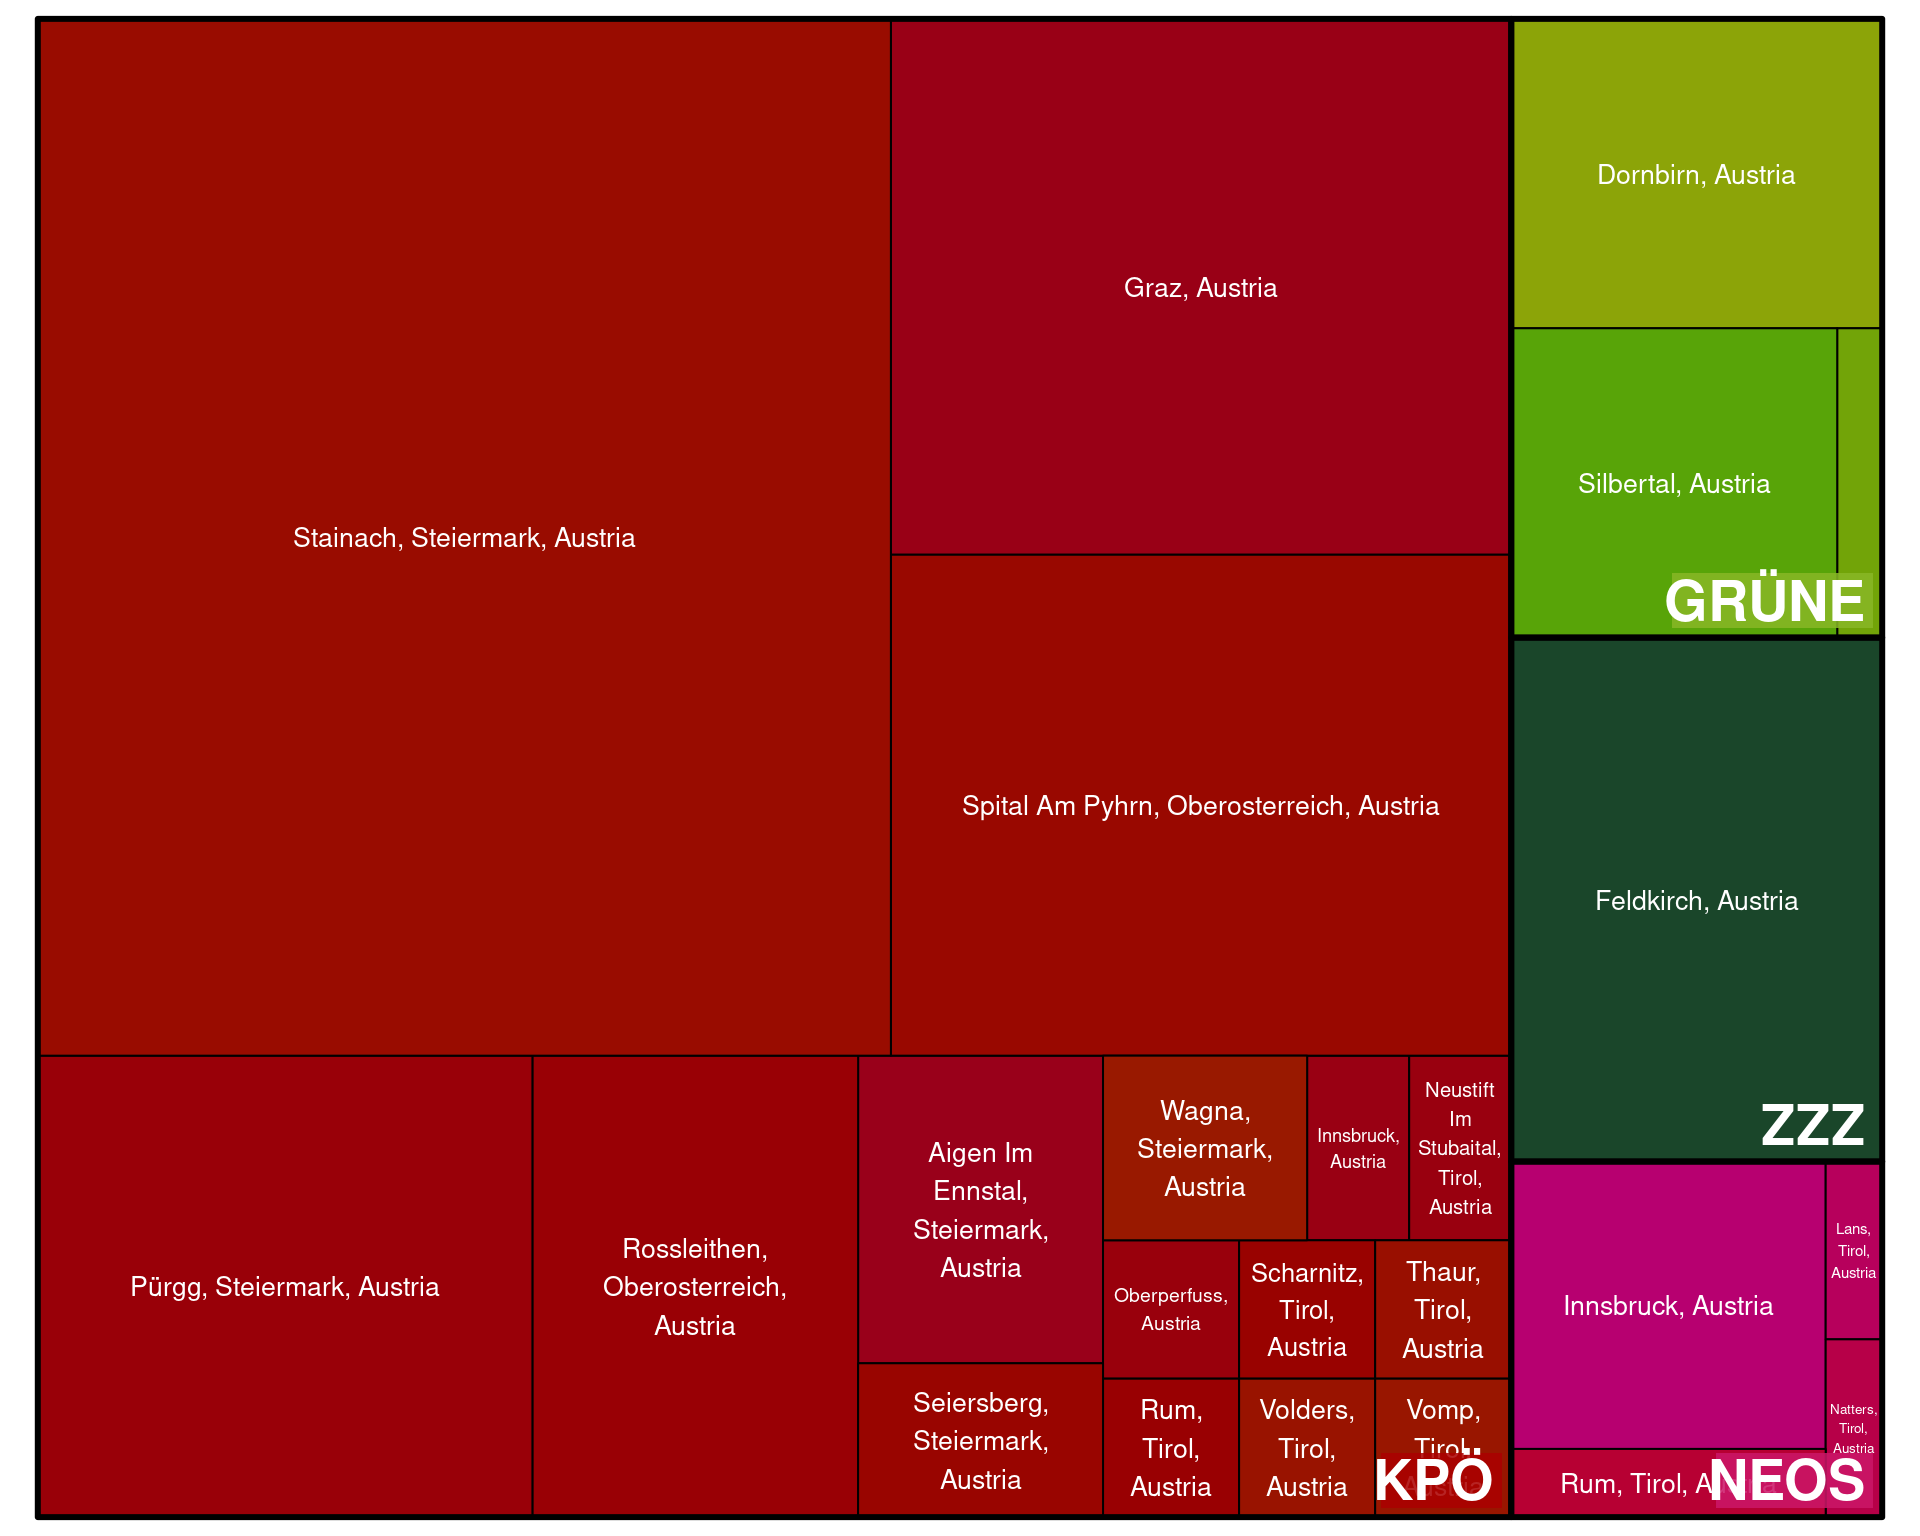 Stainach, Steiermark, Austria
Graz, Austria
Spital Am Pyhrn, Oberosterreich, Austria
Pürgg, Steiermark, Austria
Rossleithen,
Oberosterreich,
Austria
Aigen Im
Ennstal,
Steiermark,
Austria
Seiersberg,
Steiermark,
Austria
Wagna,
Steiermark,
Austria
Innsbruck,
Austria
Neustift
Im
Stubaital,
Tirol,
Austria
Oberperfuss,
Austria
Scharnitz,
Tirol,
Austria
Thaur,
Tirol,
Austria
Rum,
Tirol,
Austria
Volders,
Tirol,
Austria
Vomp,
Tirol,
Austria
KPÖ
Dornbirn, Austria
Silbertal, Austria
GRÜNE
Feldkirch, Austria
ZZZ
Innsbruck, Austria
Lans,
Tirol,
Austria
Natters,
Tirol,
Austria
Rum, Tirol, Austria
NEOS